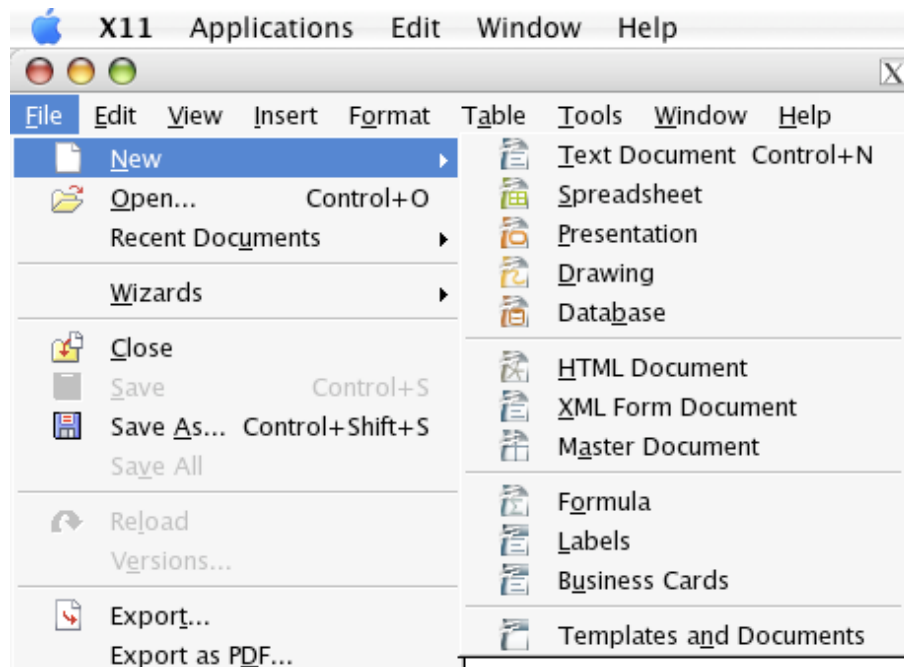 X11 Applications Edit Window Help
X
File Edit View Insert Format Table Tools Window Help
New
Open... Control+O
Recent Documents
Wizards
Close
Save Control+S
Save As... Control+Shift+S
Save All
Reload
Versions...
Export...
Export as PDF...
Text Document Control+N
Spreadsheet
Presentation
Drawing
Database
HTML Document
XML Form Document
Master Document
Formula
Labels
Business Cards
Templates and Documents